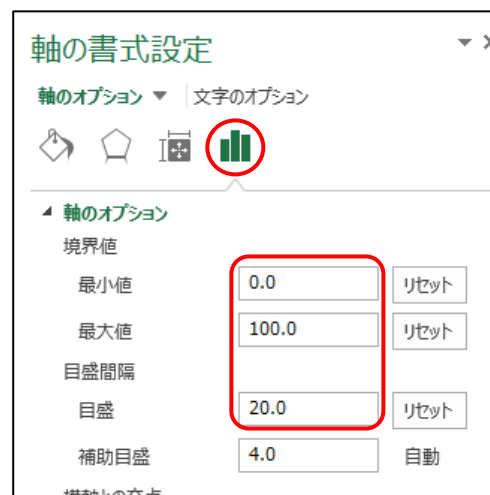 軸の書式設定
軸のオプション 文字のオプション
軸のオプション
境界値
最小値 0.0 リセット
最大値 100.0 リセット
目盛間隔
目盛 20.0 リセット
補助目盛 4.0 自動